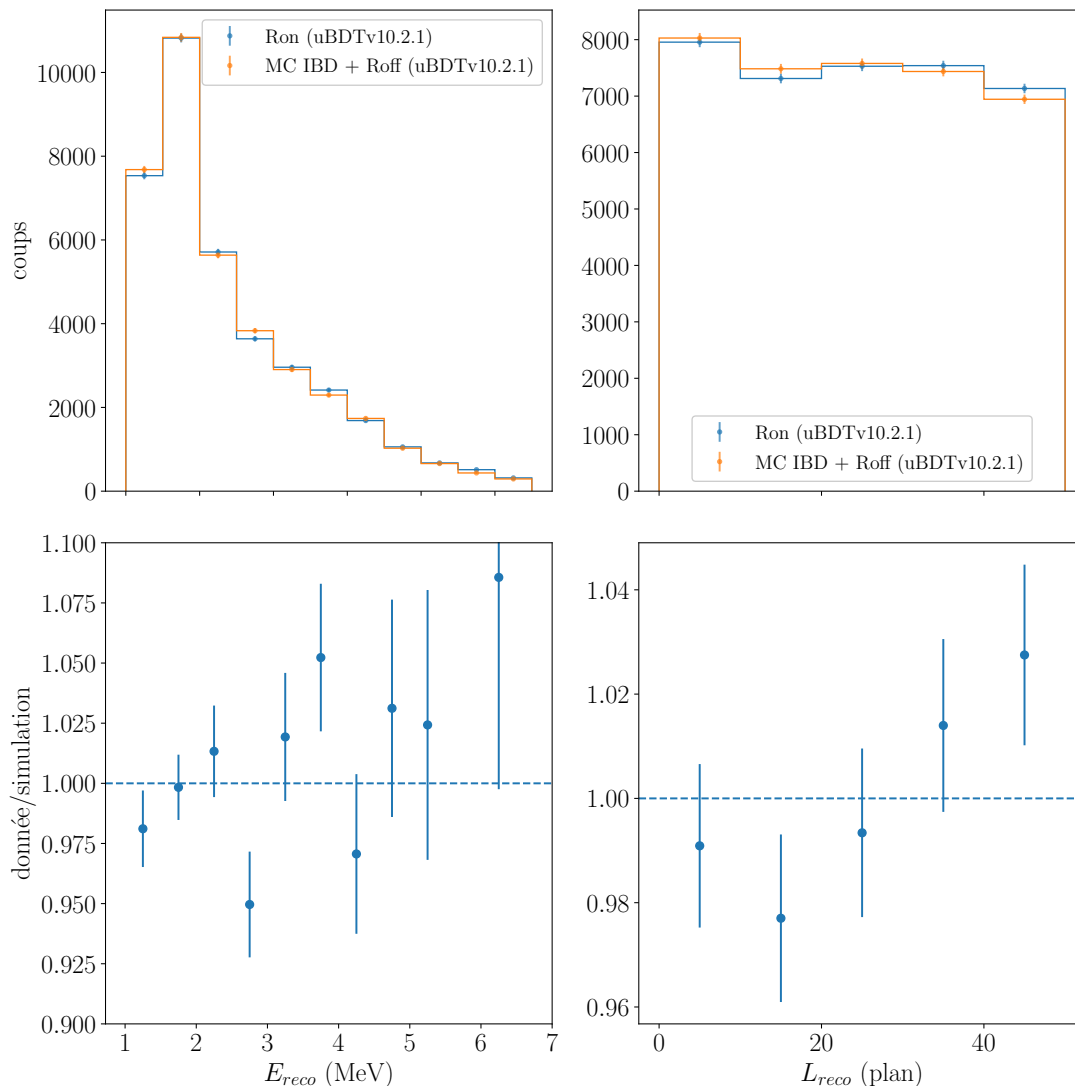 Ron (uBDTv10.2.1)
MC IBD + Roff (uBDTv10.2.1)
10000
8000
6000
4000
2000
0
coups
8000
7000
6000
5000
4000
3000
2000
1000
0
Ron (uBDTv10.2.1)
MC IBD + Roff (uBDTv10.2.1)
1.100
1.075
1.050
1.025
1.000
0.975
0.950
0.925
0.900
donnée/simulation
1 2 3 4 5 6 7
E_reco (MeV)
1.04
1.02
1.00
0.98
0.96
0 20 40
L_reco (plan)